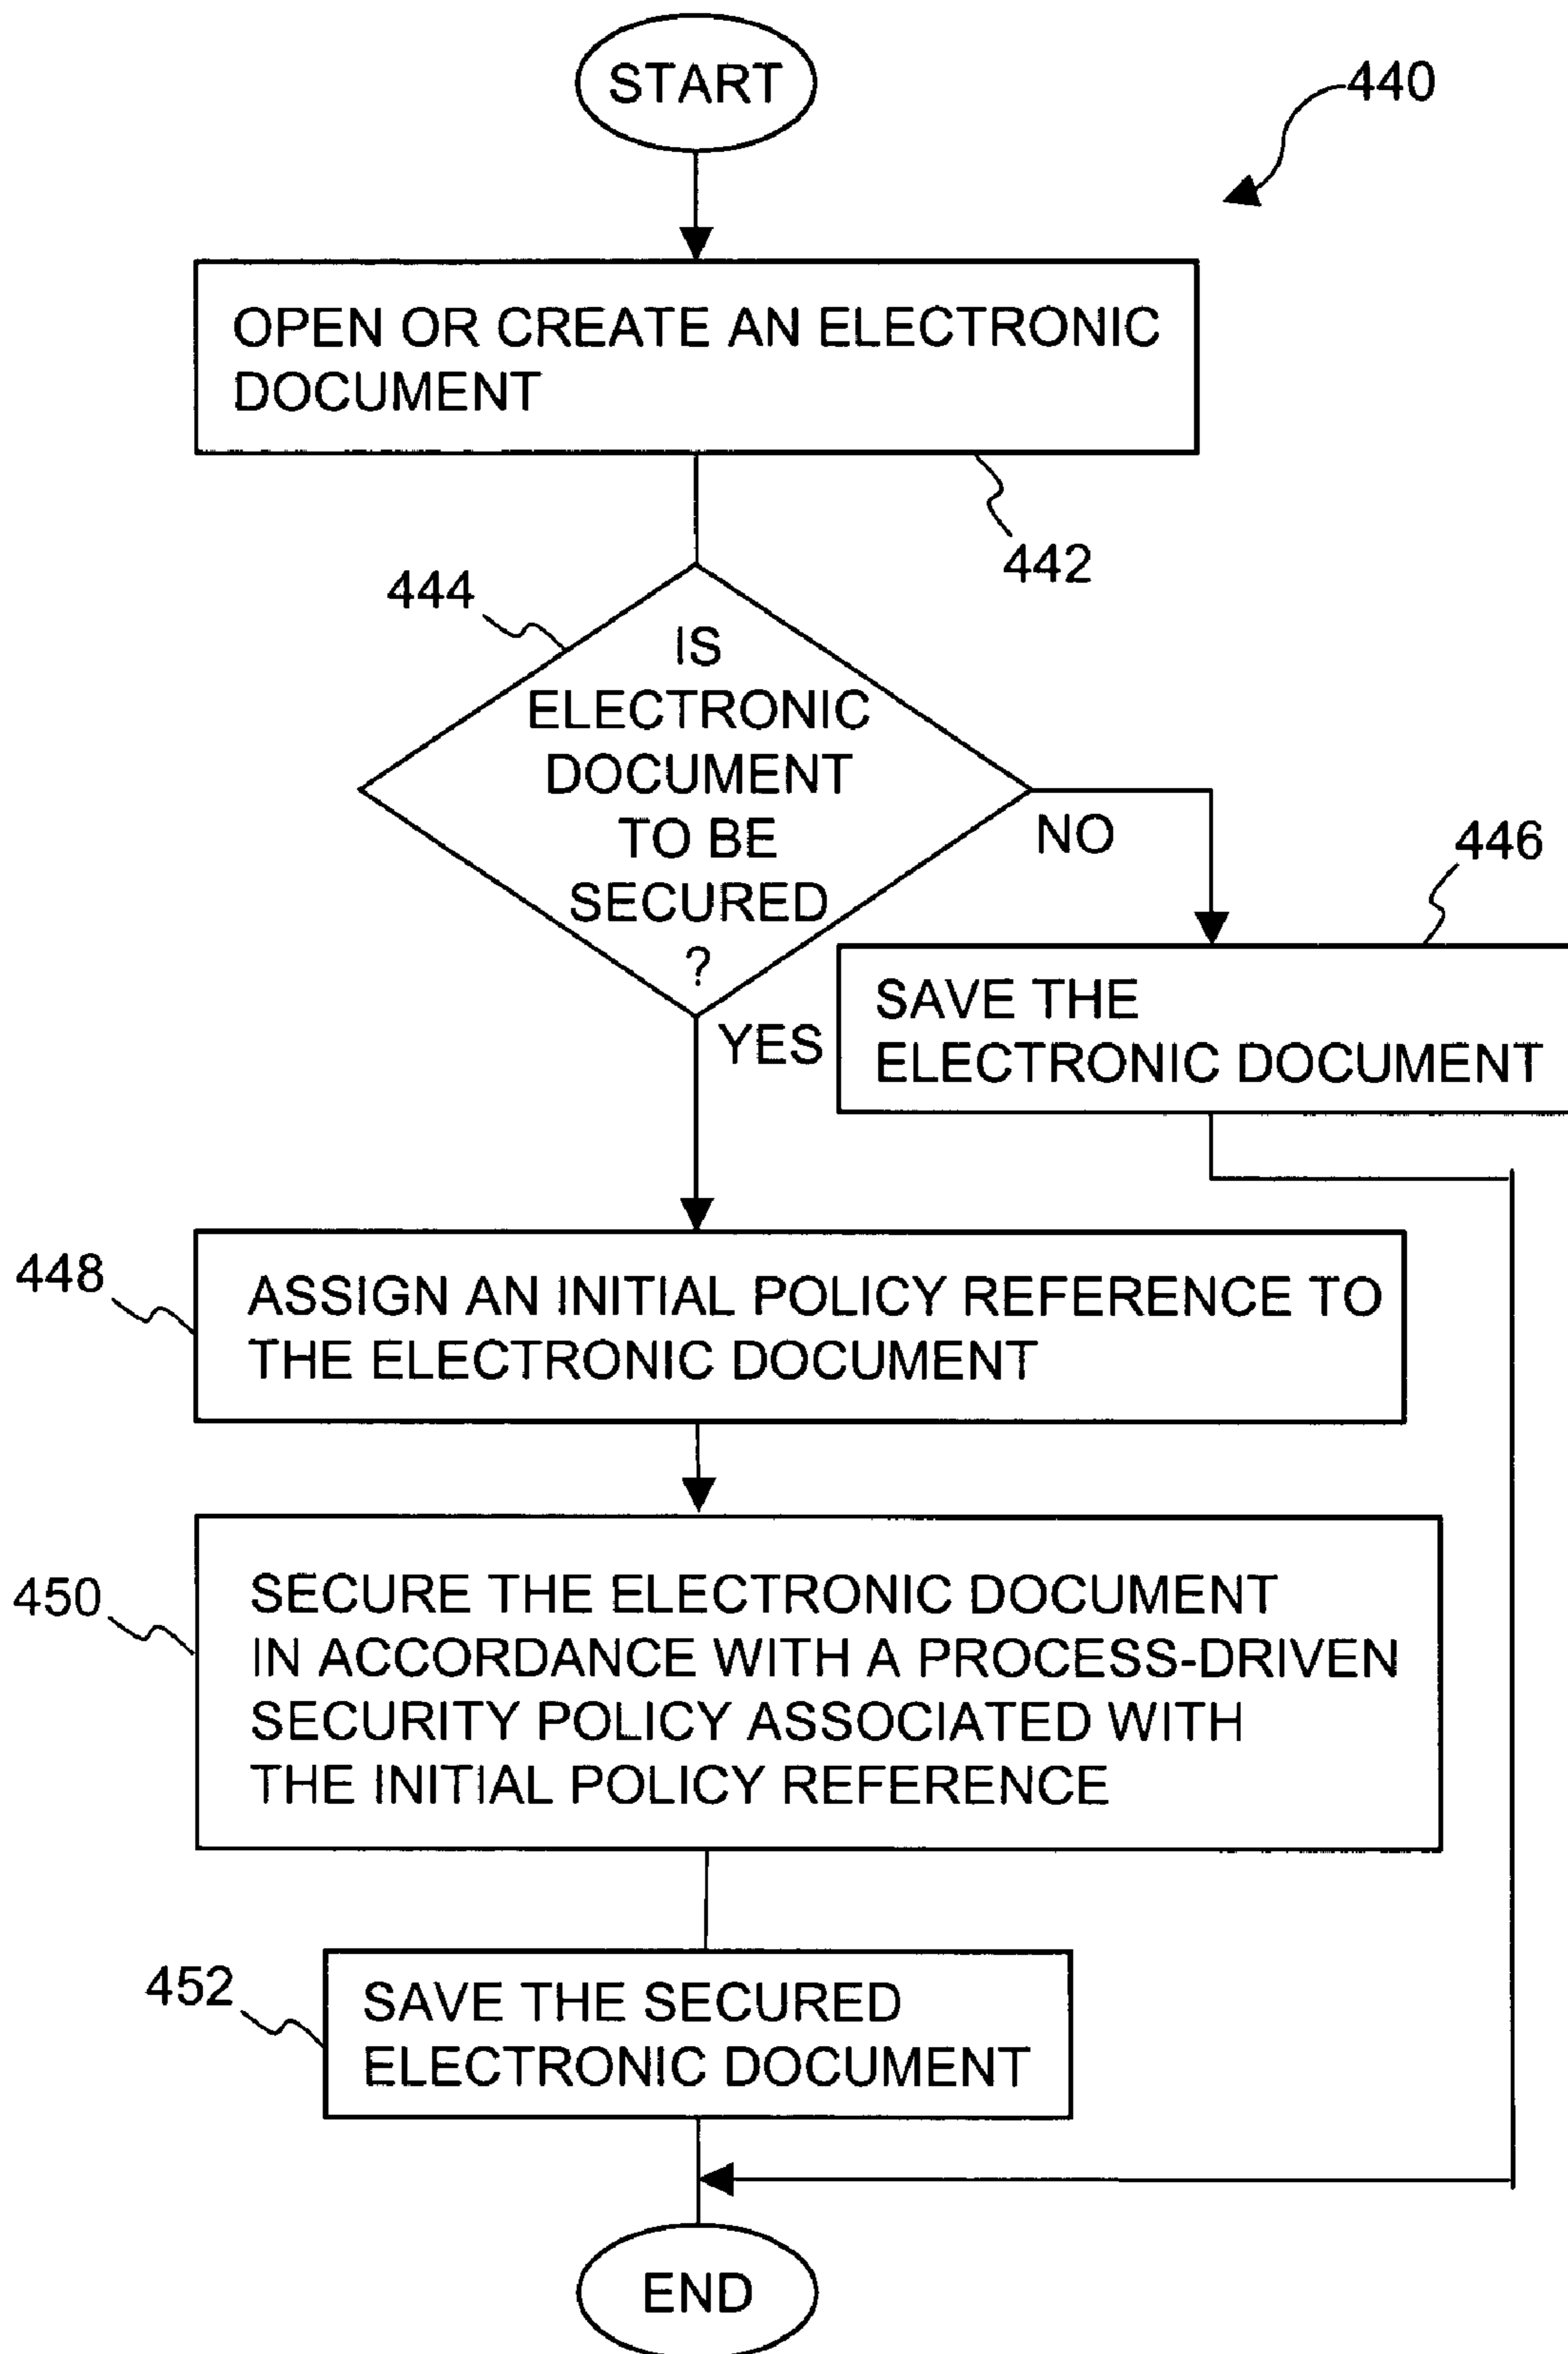 START
440
OPEN OR CREATE AN ELECTRONIC
DOCUMENT
442
444
IS
ELECTRONIC
DOCUMENT
TO BE
SECURED
?
NO
446
SAVE THE
ELECTRONIC DOCUMENT
YES
448
ASSIGN AN INITIAL POLICY REFERENCE TO
THE ELECTRONIC DOCUMENT
450
SECURE THE ELECTRONIC DOCUMENT
IN ACCORDANCE WITH A PROCESS-DRIVEN
SECURITY POLICY ASSOCIATED WITH
THE INITIAL POLICY REFERENCE
452
SAVE THE SECURED
ELECTRONIC DOCUMENT
END